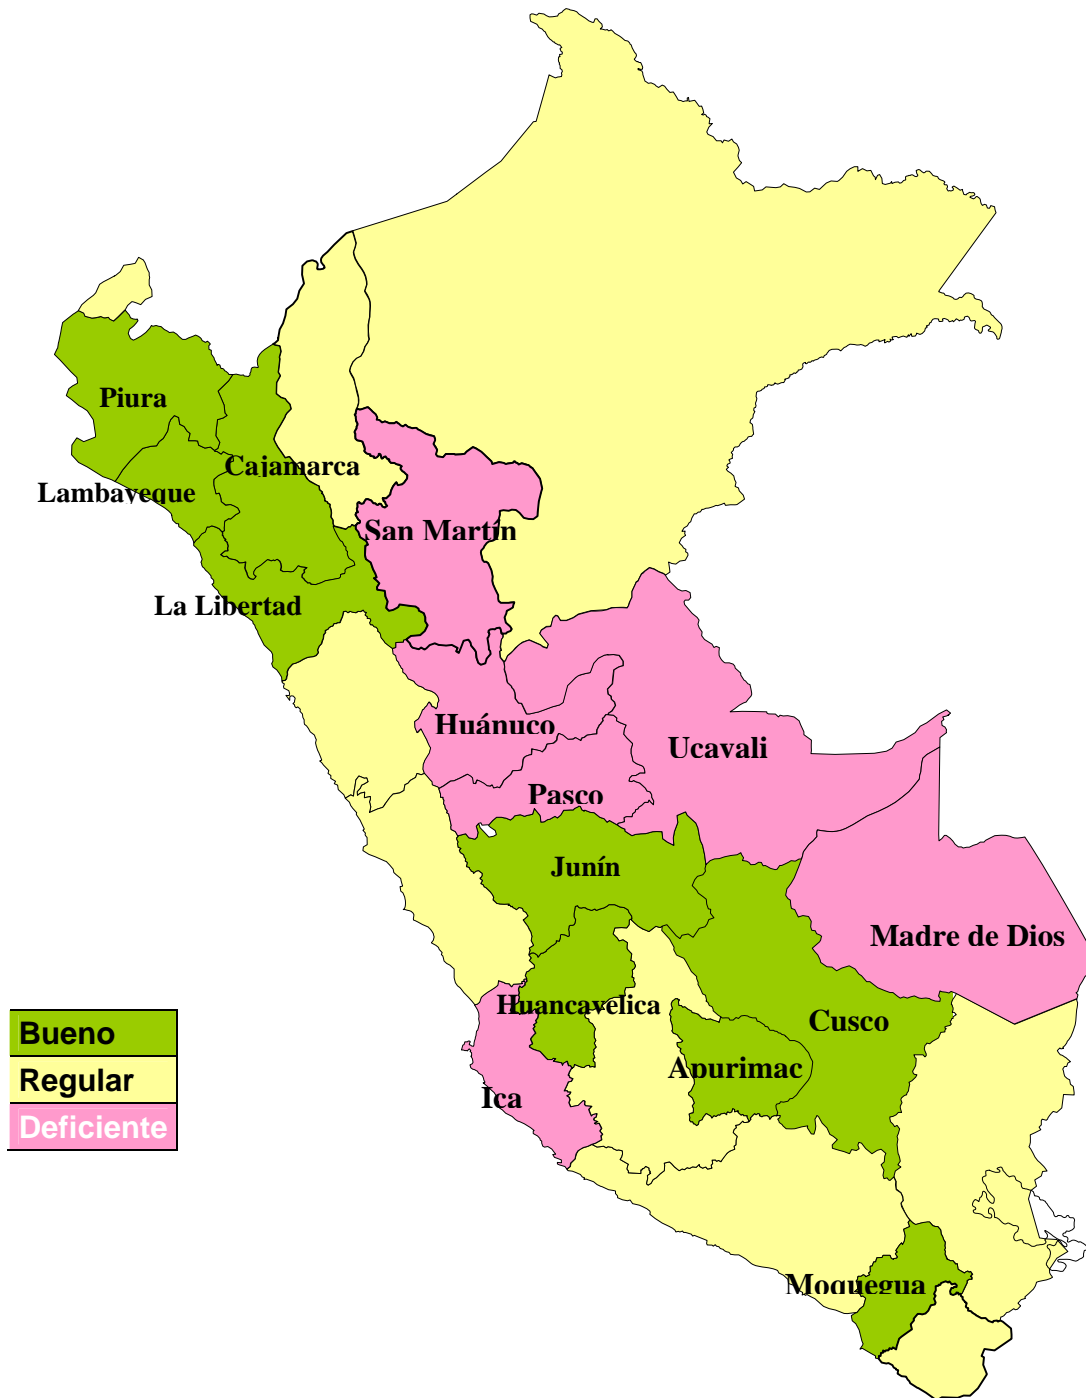 Piura
Cajamarca
Lambayeque
San Martín
La Libertad
Huánuco
Ucayali
Pasco
Junín
Madre de Dios
Huancavelica
Cusco
Apurimac
Ica
Moquegua
Bueno
Regular
Deficiente